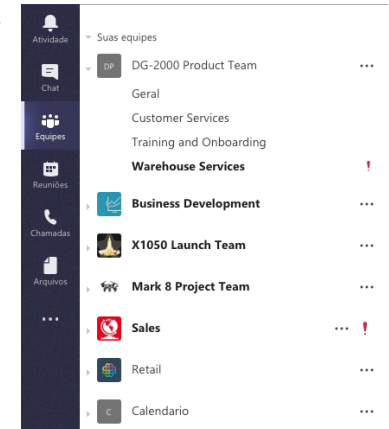 Atividade
Chat
Equipes
Reuniões
Chamadas
Arquivos
...
Suas equipes
DP DG-2000 Product Team ...
Geral
Customer Services
Training and Onboarding
Warehouse Services !
Business Development ...
X1050 Launch Team ...
Mark 8 Project Team ...
Sales ... !
Retail ...
C Calendario ...